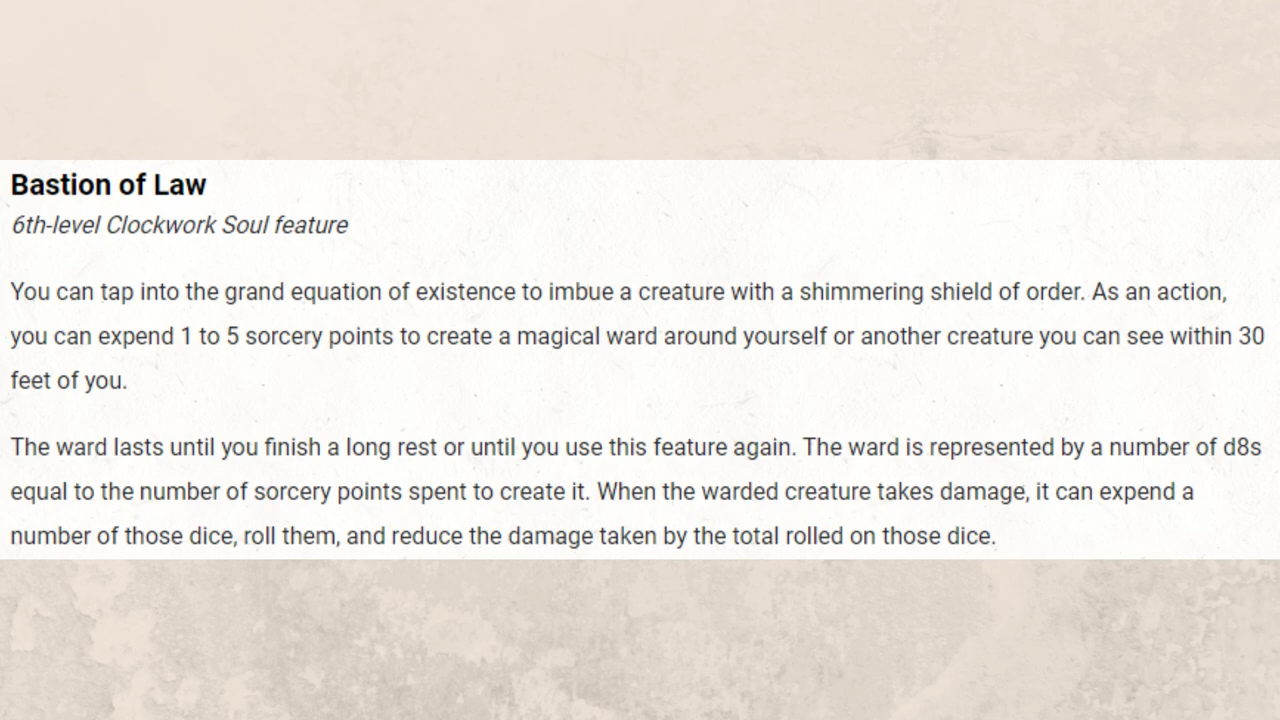 Bastion of Law
6th-level Clockwork Soul feature
You can tap into the grand equation of existence to imbue a creature with a shimmering shield of order. As an action,
you can expend 1 to 5 sorcery points to create a magical ward around yourself or another creature you can see within 30
feet of you.
The ward lasts until you finish a long rest or until you use this feature again. The ward is represented by a number of d8s
equal to the number of sorcery points spent to create it. When the warded creature takes damage, it can expend a
number of those dice, roll them, and reduce the damage taken by the total rolled on those dice.